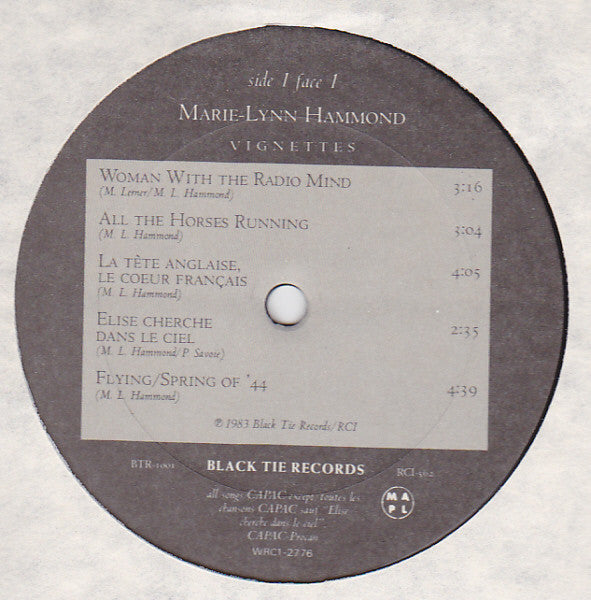 side 1 face 1
MARIE-LYNN HAMMOND
VIGNETTES
WOMAN WITH THE RADIO MIND 3:16
(M. Lerner/M. L. Hammond)
ALL THE HORSES RUNNING 3:04
(M. L. Hammond)
LA TÊTE ANGLAISE,
LE COEUR FRANÇAIS 4:05
(M. L. Hammond)
ELISE CHERCHE
DANS LE CIEL 2:35
(M. L. Hammond/P. Savoie)
FLYING/SPRING OF '44 4:39
(M. L. Hammond)
℗ 1983 Black Tie Records/RCI
BTR-1001 BLACK TIE RECORDS RCI-562
all songs CAPAC except/toutes les
chansons CAPAC sauf "Elise
cherche dans le ciel",
CAPAC-Procan
WRC1-2776
M A
P L